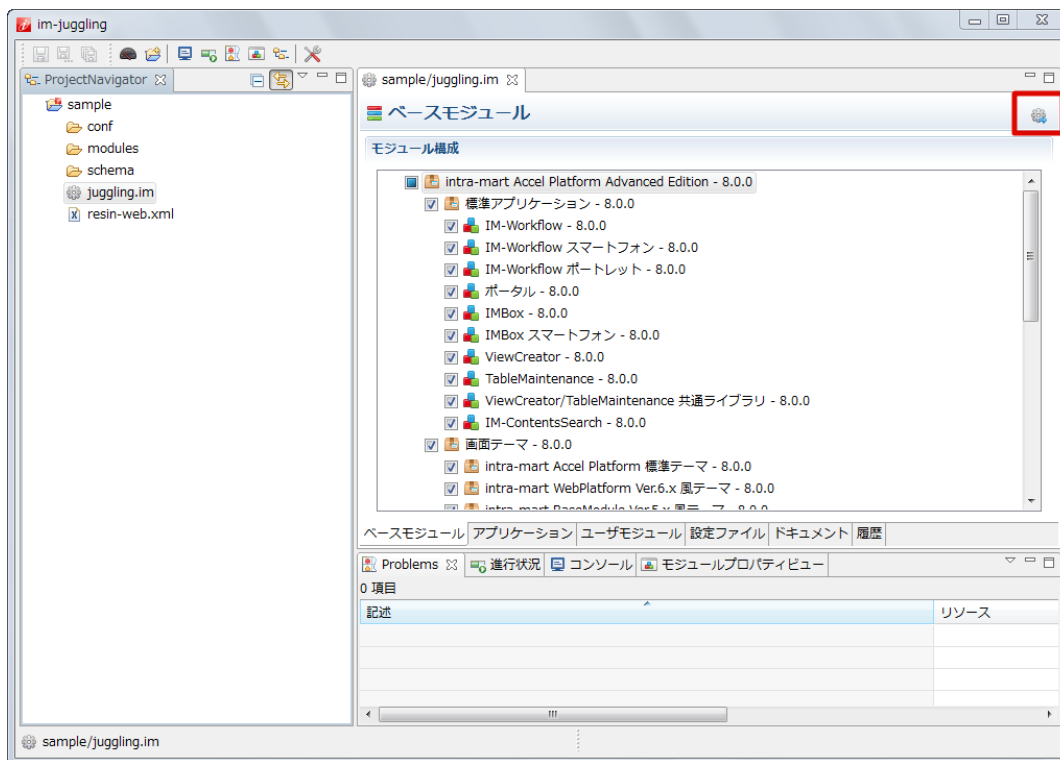 im-juggling
ProjectNavigator
sample
conf
modules
schema
juggling.im
resin-web.xml
sample/juggling.im
ベースモジュール
モジュール構成
intra-mart Accel Platform Advanced Edition - 8.0.0
標準アプリケーション - 8.0.0
IM-Workflow - 8.0.0
IM-Workflow スマートフォン - 8.0.0
IM-Workflow ポートレット - 8.0.0
ポータル - 8.0.0
IMBox - 8.0.0
IMBox スマートフォン - 8.0.0
ViewCreator - 8.0.0
TableMaintenance - 8.0.0
ViewCreator/TableMaintenance 共通ライブラリ - 8.0.0
IM-ContentsSearch - 8.0.0
画面テーマ - 8.0.0
intra-mart Accel Platform 標準テーマ - 8.0.0
intra-mart WebPlatform Ver.6.x 風テーマ - 8.0.0
intra-mart BaseModule Ver.5.x 風テーマ - 8.0.0
ベースモジュール アプリケーション ユーザモジュール 設定ファイル ドキュメント 履歴
Problems 進行状況 コンソール モジュールプロパティビュー
0 項目
記述 リソース
sample/juggling.im